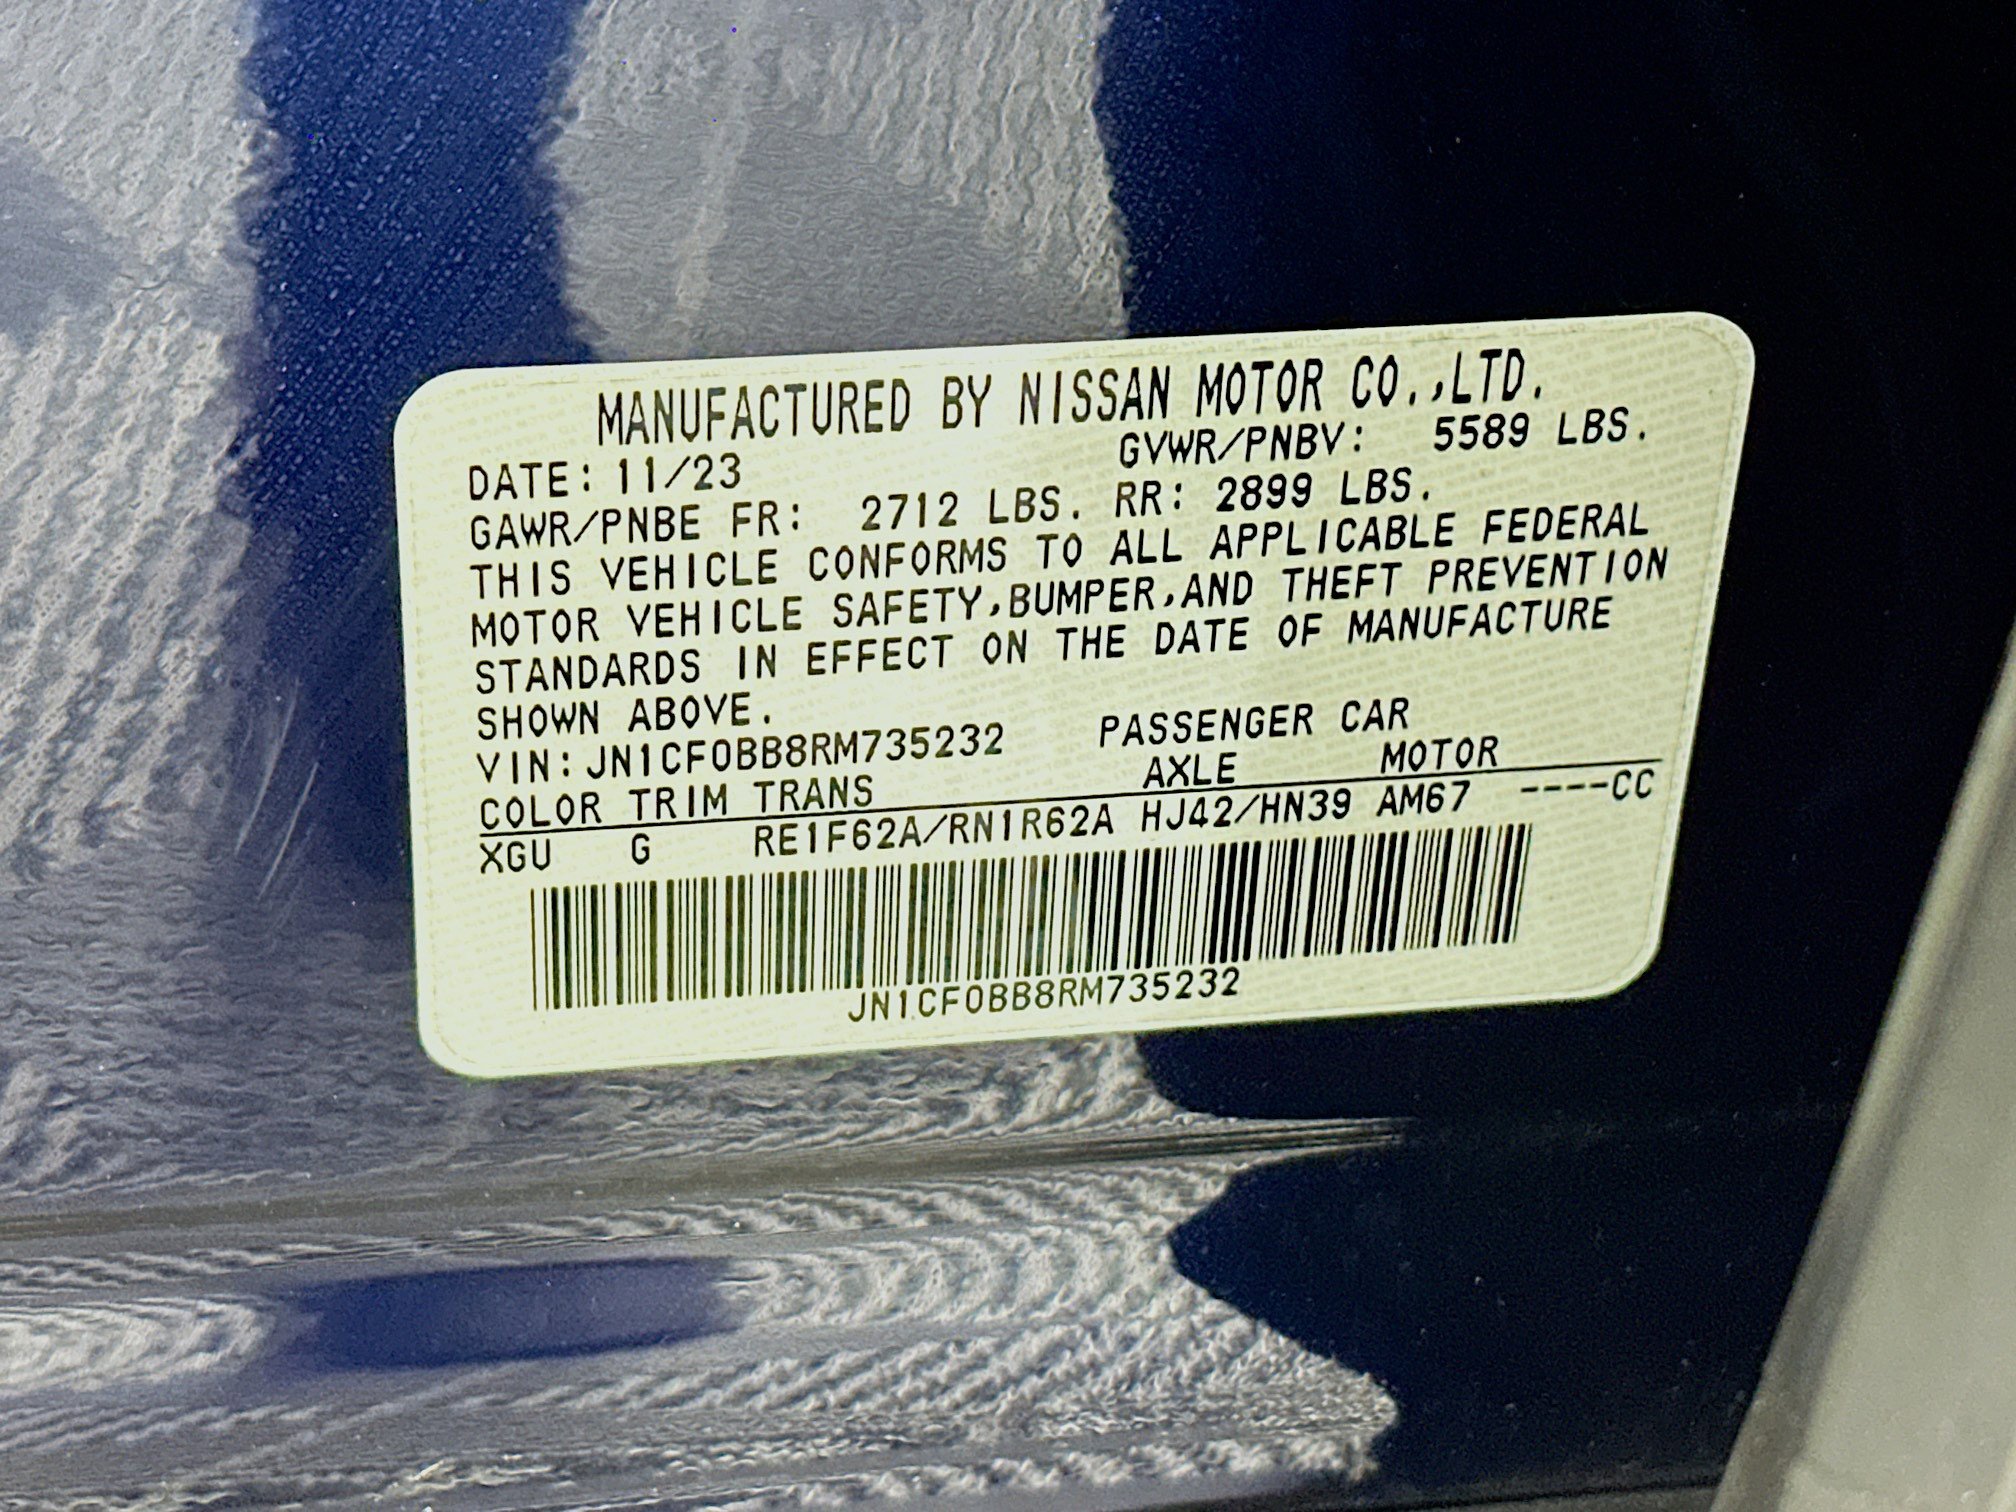 MANUFACTURED BY NISSAN MOTOR CO.,LTD.
DATE: 11/23 GVWR/PNBV: 5589 LBS.
GAWR/PNBE FR: 2712 LBS. RR: 2899 LBS.
THIS VEHICLE CONFORMS TO ALL APPLICABLE FEDERAL
MOTOR VEHICLE SAFETY,BUMPER,AND THEFT PREVENTION
STANDARDS IN EFFECT ON THE DATE OF MANUFACTURE
SHOWN ABOVE.
VIN:JN1CF0BB8RM735232 PASSENGER CAR
COLOR TRIM TRANS AXLE MOTOR
XGU G RE1F62A/RN1R62A HJ42/HN39 AM67 ----CC
JN1CF0BB8RM735232